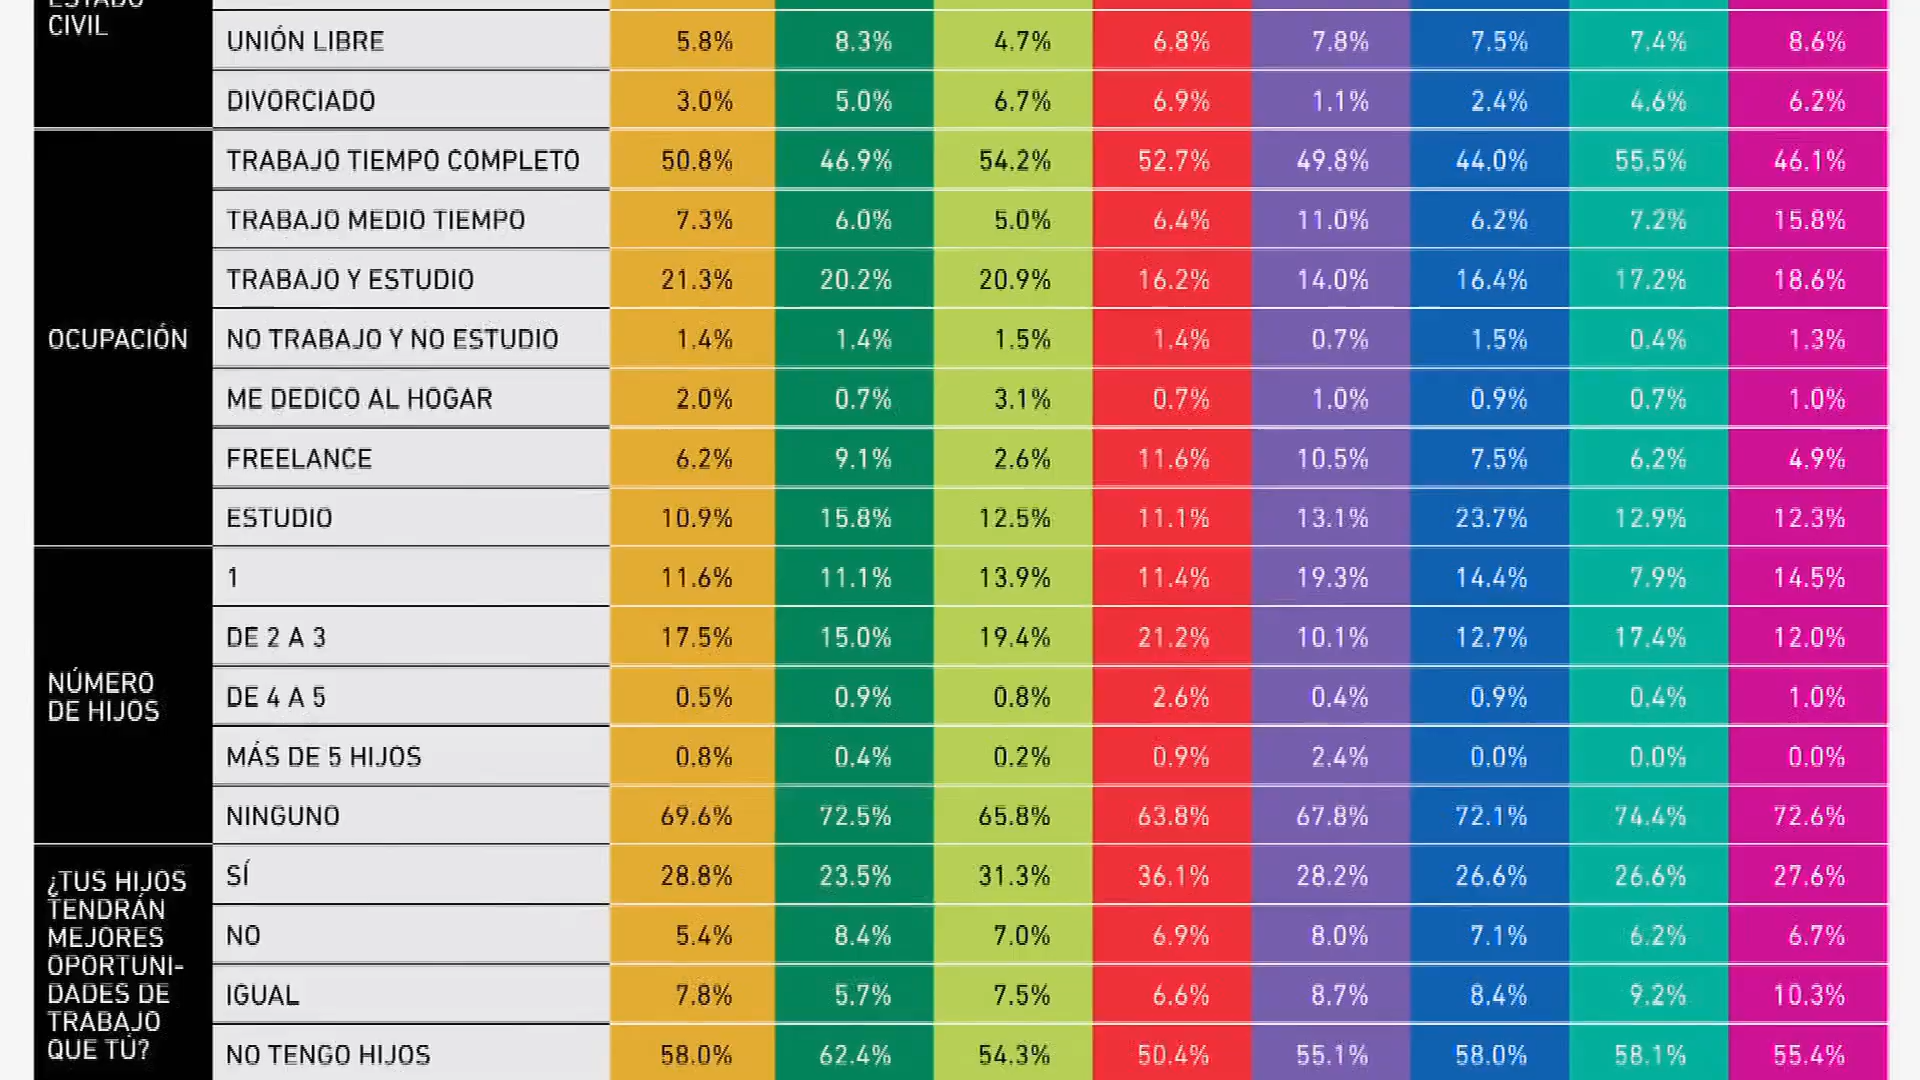 ESTADO
CIVIL
UNIÓN LIBRE 5.8% 8.3% 4.7% 6.8% 7.8% 7.5% 7.4% 8.6%
DIVORCIADO 3.0% 5.0% 6.7% 6.9% 1.1% 2.4% 4.6% 6.2%
OCUPACIÓN
TRABAJO TIEMPO COMPLETO 50.8% 46.9% 54.2% 52.7% 49.8% 44.0% 55.5% 46.1%
TRABAJO MEDIO TIEMPO 7.3% 6.0% 5.0% 6.4% 11.0% 6.2% 7.2% 15.8%
TRABAJO Y ESTUDIO 21.3% 20.2% 20.9% 16.2% 14.0% 16.4% 17.2% 18.6%
NO TRABAJO Y NO ESTUDIO 1.4% 1.4% 1.5% 1.4% 0.7% 1.5% 0.4% 1.3%
ME DEDICO AL HOGAR 2.0% 0.7% 3.1% 0.7% 1.0% 0.9% 0.7% 1.0%
FREELANCE 6.2% 9.1% 2.6% 11.6% 10.5% 7.5% 6.2% 4.9%
ESTUDIO 10.9% 15.8% 12.5% 11.1% 13.1% 23.7% 12.9% 12.3%
NÚMERO
DE HIJOS
1 11.6% 11.1% 13.9% 11.4% 19.3% 14.4% 7.9% 14.5%
DE 2 A 3 17.5% 15.0% 19.4% 21.2% 10.1% 12.7% 17.4% 12.0%
DE 4 A 5 0.5% 0.9% 0.8% 2.6% 0.4% 0.9% 0.4% 1.0%
MÁS DE 5 HIJOS 0.8% 0.4% 0.2% 0.9% 2.4% 0.0% 0.0% 0.0%
NINGUNO 69.6% 72.5% 65.8% 63.8% 67.8% 72.1% 74.4% 72.6%
¿TUS HIJOS
TENDRÁN
MEJORES
OPORTUNI-
DADES DE
TRABAJO
QUE TÚ?
SÍ 28.8% 23.5% 31.3% 36.1% 28.2% 26.6% 26.6% 27.6%
NO 5.4% 8.4% 7.0% 6.9% 8.0% 7.1% 6.2% 6.7%
IGUAL 7.8% 5.7% 7.5% 6.6% 8.7% 8.4% 9.2% 10.3%
NO TENGO HIJOS 58.0% 62.4% 54.3% 50.4% 55.1% 58.0% 58.1% 55.4%